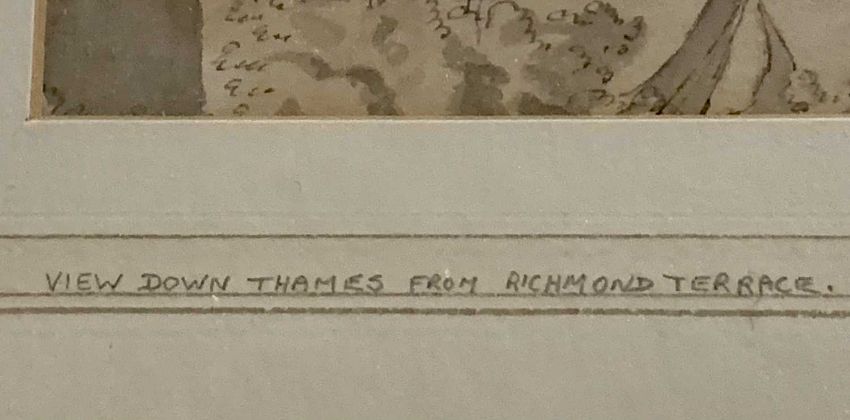 VIEW DOWN THAMES FROM RICHMOND TERRACE.